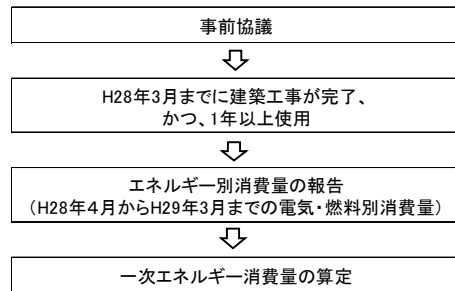 事前協議
H28年3月までに建築工事が完了、
かつ、1年以上使用
エネルギー別消費量の報告
（H28年４月からH29年３月までの電気・燃料別消費量）
一次エネルギー消費量の算定